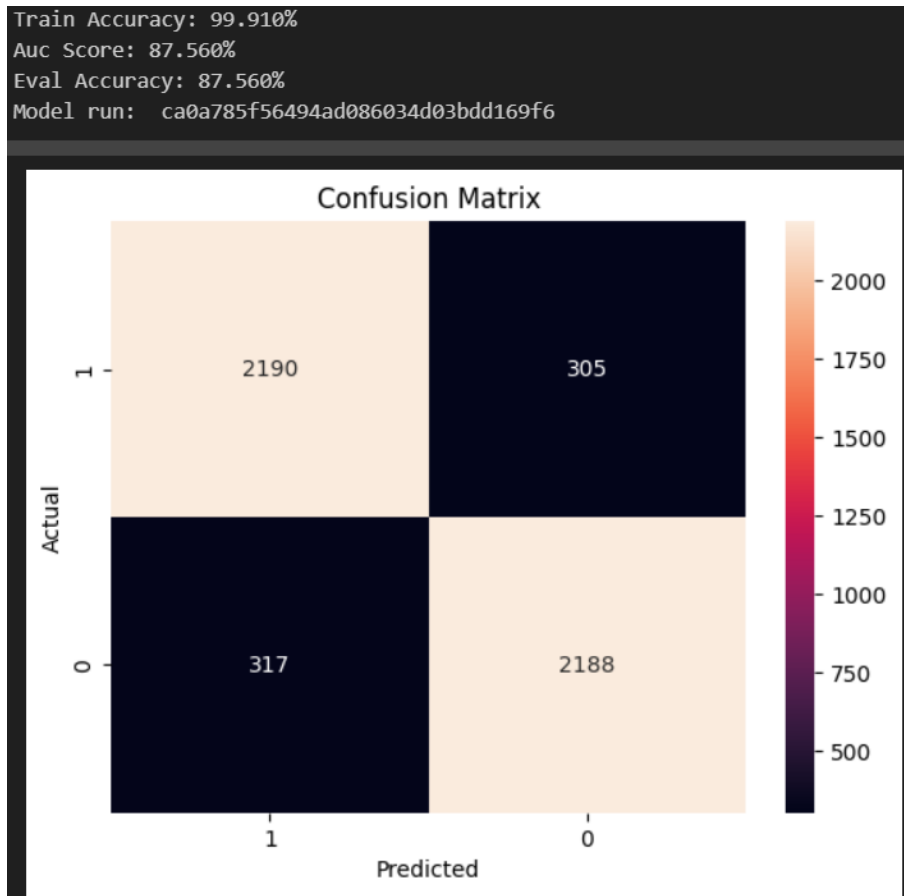 Train Accuracy: 99.910%
Auc Score: 87.560%
Eval Accuracy: 87.560%
Model run:  ca0a785f56494ad086034d03bdd169f6
Confusion Matrix
2000
1 2190 305
1750
1500
Actual
1250
1000
0 317 2188
750
500
1 0
Predicted